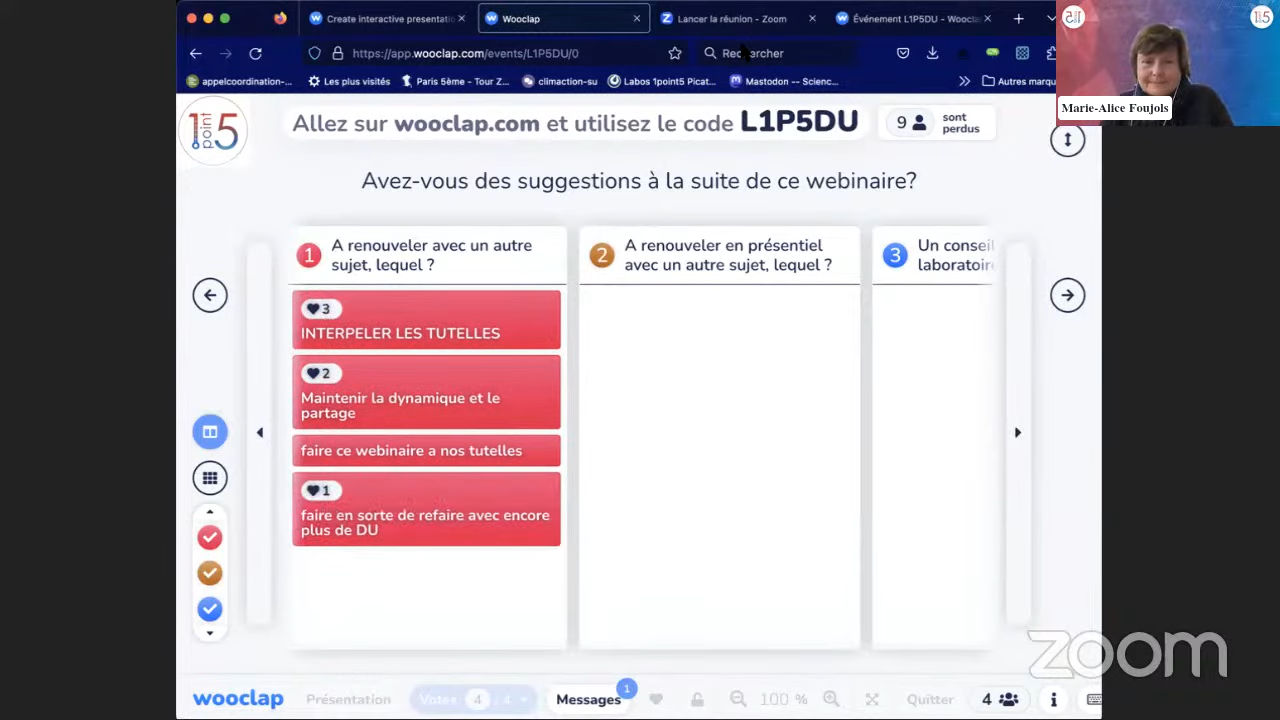 Create interactive presentatio
Wooclap
Lancer la réunion - Zoom
Événement L1P5DU - Woocla
https://app.wooclap.com/events/L1P5DU/0
Rechercher
appelcoordination-...
Les plus visités
Paris 5ème - Tour Z...
climaction-su
Labos 1point5 Picat...
Mastodon -- Scienc...
Autres marqu
Marie-Alice Foujols
1point5
Allez sur wooclap.com et utilisez le code L1P5DU
9
sont
perdus
Avez-vous des suggestions à la suite de ce webinaire?
1
A renouveler avec un autre
sujet, lequel ?
3
INTERPELER LES TUTELLES
2
Maintenir la dynamique et le
partage
faire ce webinaire a nos tutelles
1
faire en sorte de refaire avec encore
plus de DU
2
A renouveler en présentiel
avec un autre sujet, lequel ?
3
Un conseil
laboratoire
zoom
wooclap
Présentation
Votes 4 : 4
Messages
1
100 %
Quitter
4